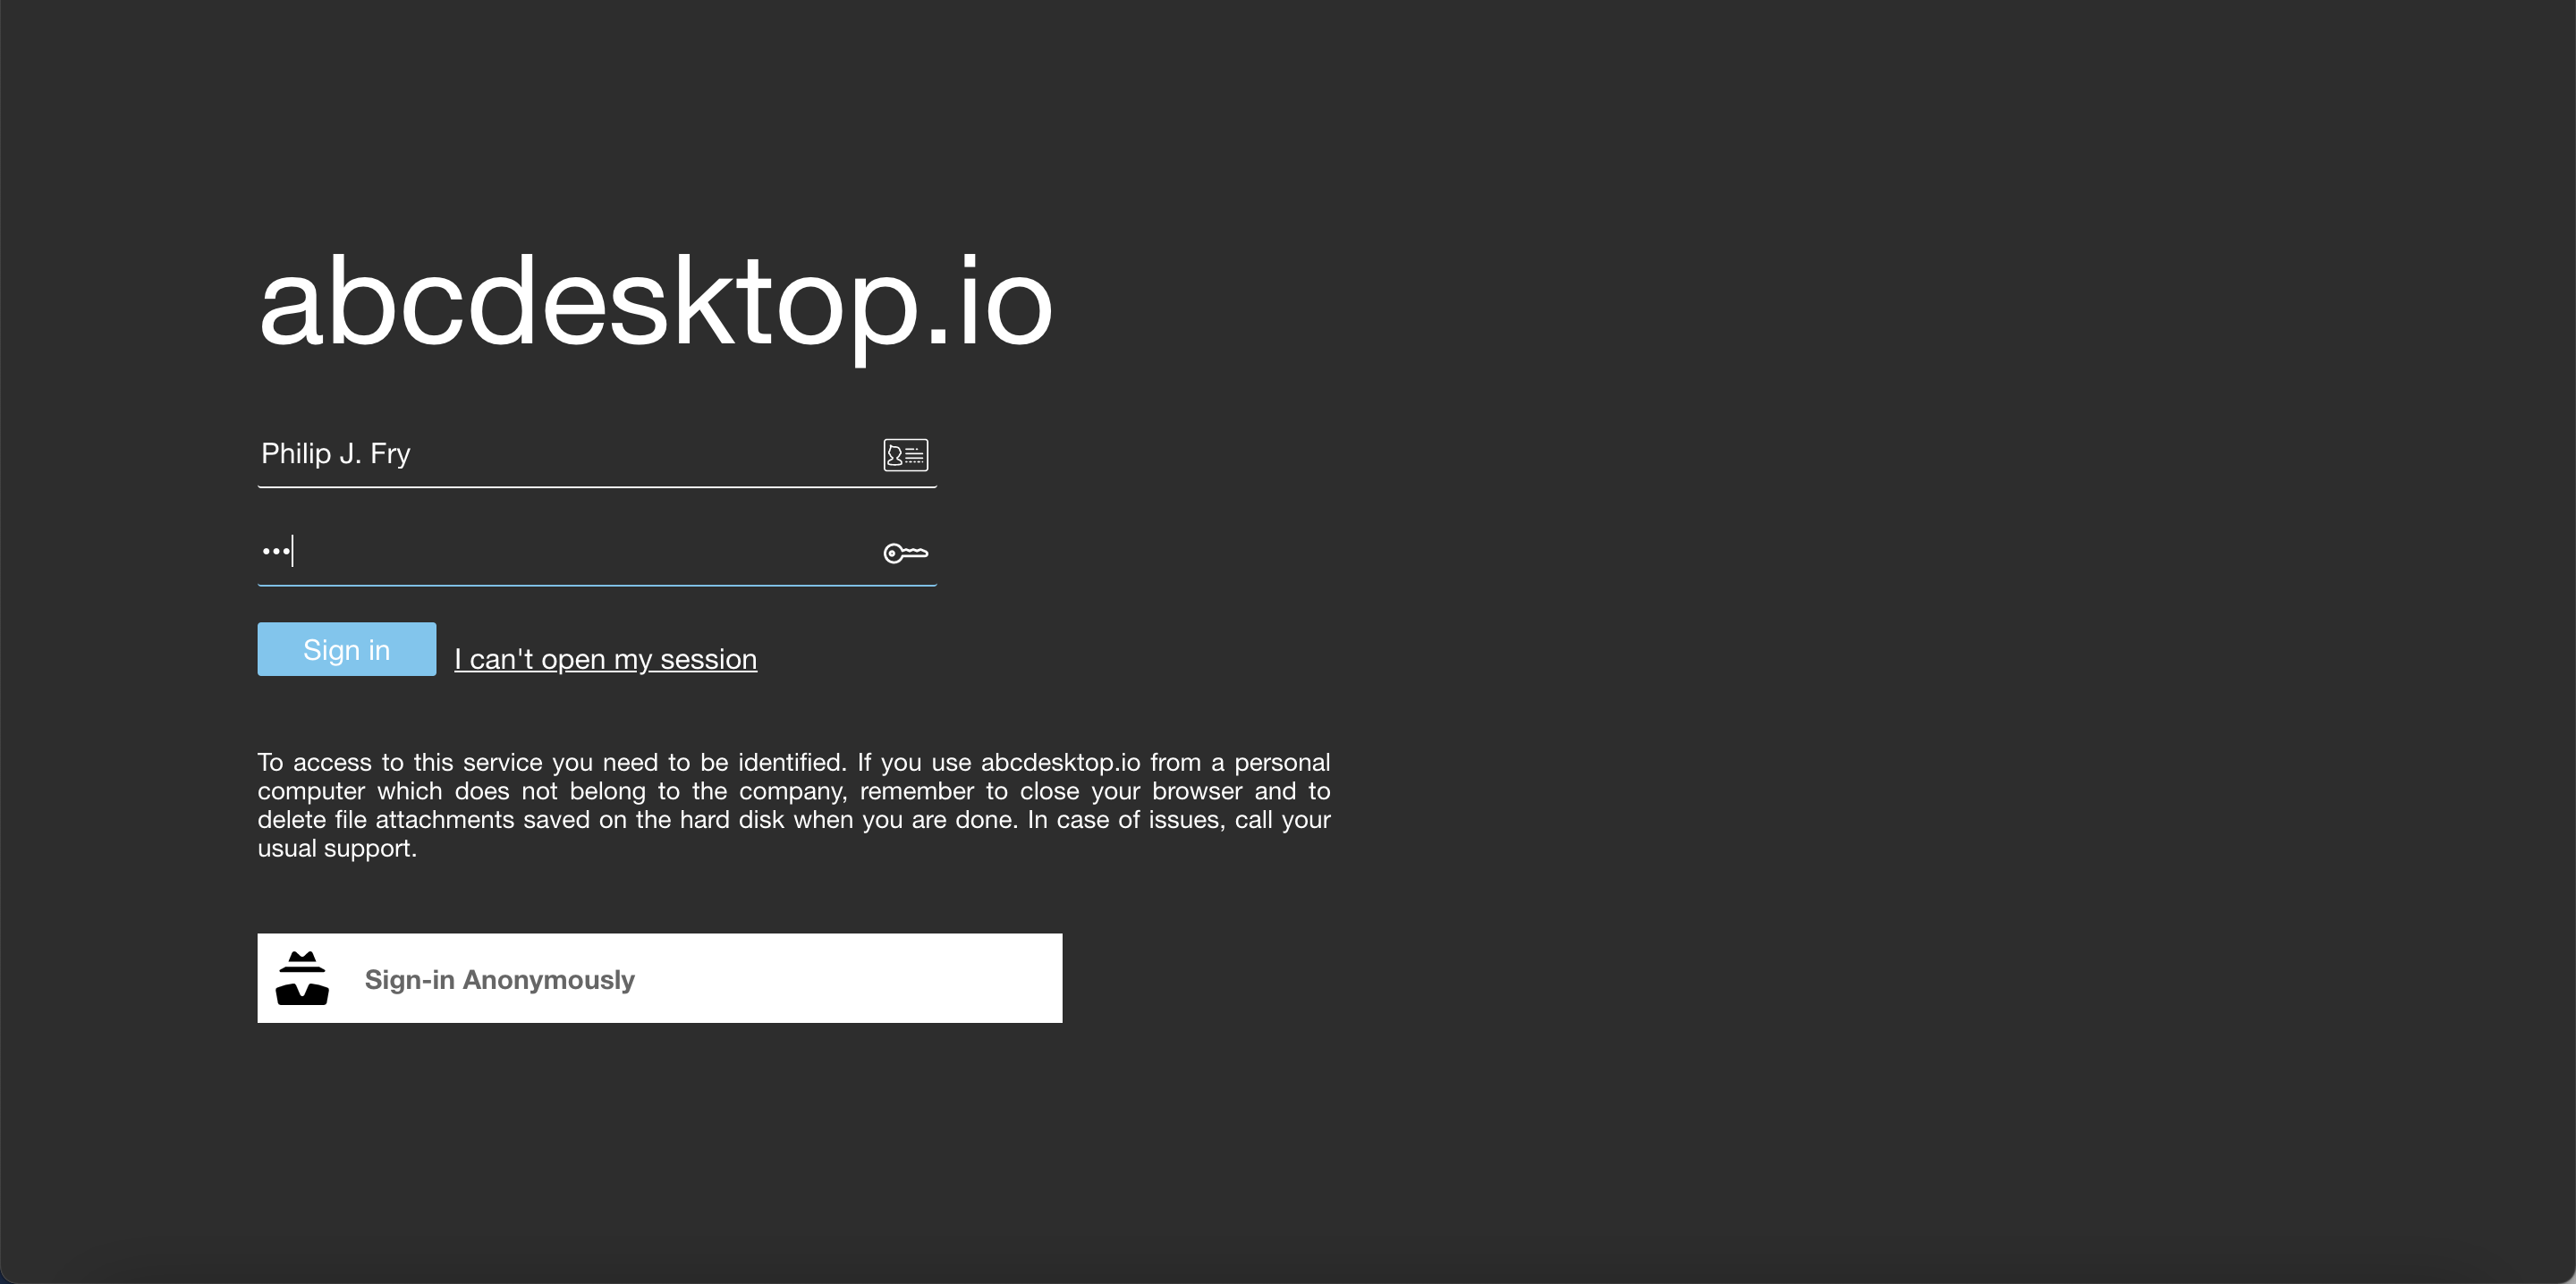 abcdesktop.io
Philip J. Fry
•••
Sign in
I can't open my session
To access to this service you need to be identified. If you use abcdesktop.io from a personal
computer which does not belong to the company, remember to close your browser and to
delete file attachments saved on the hard disk when you are done. In case of issues, call your
usual support.
Sign-in Anonymously